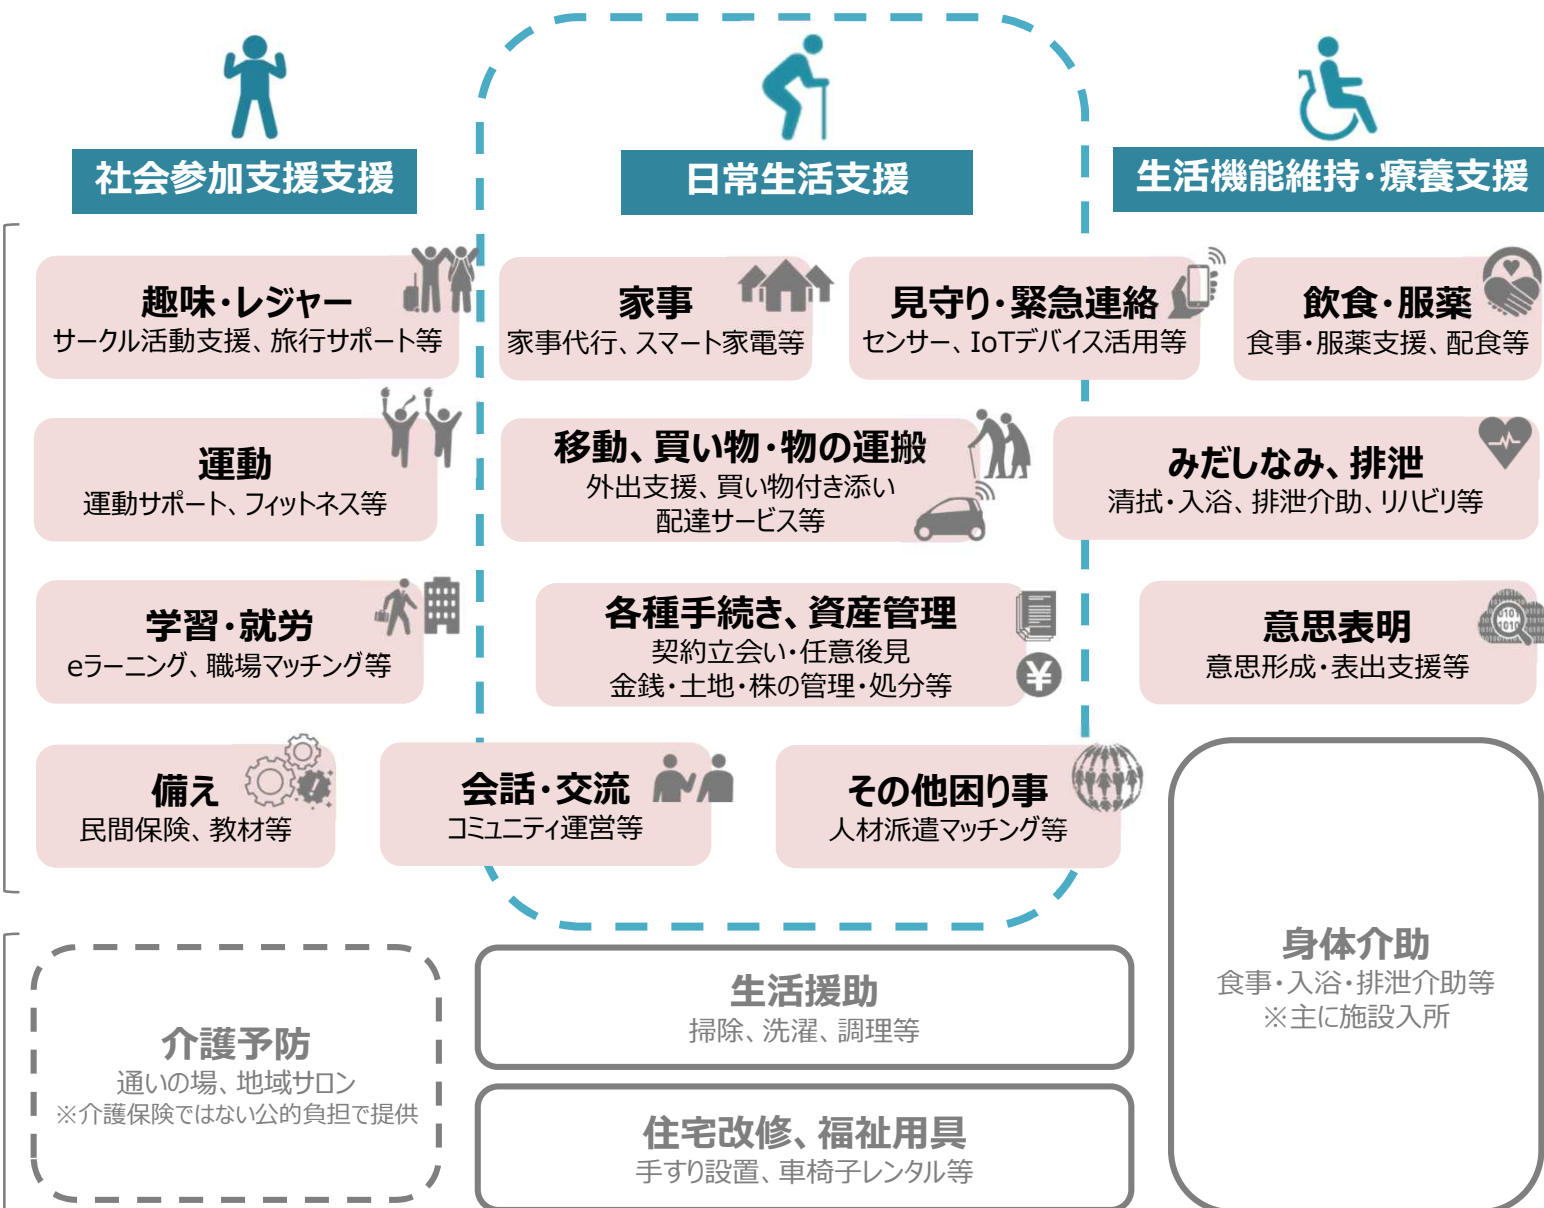 社会参加支援支援
日常生活支援
生活機能維持・療養支援
趣味・レジャー
サークル活動支援、旅行サポート等
家事
家事代行、スマート家電等
見守り・緊急連絡
センサー、IoTデバイス活用等
飲食・服薬
食事・服薬支援、配食等
運動
運動サポート、フィットネス等
移動、買い物・物の運搬
外出支援、買い物付き添い
配達サービス等
みだしなみ、排泄
清拭・入浴、排泄介助、リハビリ等
学習・就労
eラーニング、職場マッチング等
各種手続き、資産管理
契約立会い・任意後見
金銭・土地・株の管理・処分等
¥
意思表明
意思形成・表出支援等
備え
民間保険、教材等
会話・交流
コミュニティ運営等
その他困り事
人材派遣マッチング等
介護予防
通いの場、地域サロン
※介護保険ではない公的負担で提供
生活援助
掃除、洗濯、調理等
住宅改修、福祉用具
手すり設置、車椅子レンタル等
身体介助
食事・入浴・排泄介助等
※主に施設入所